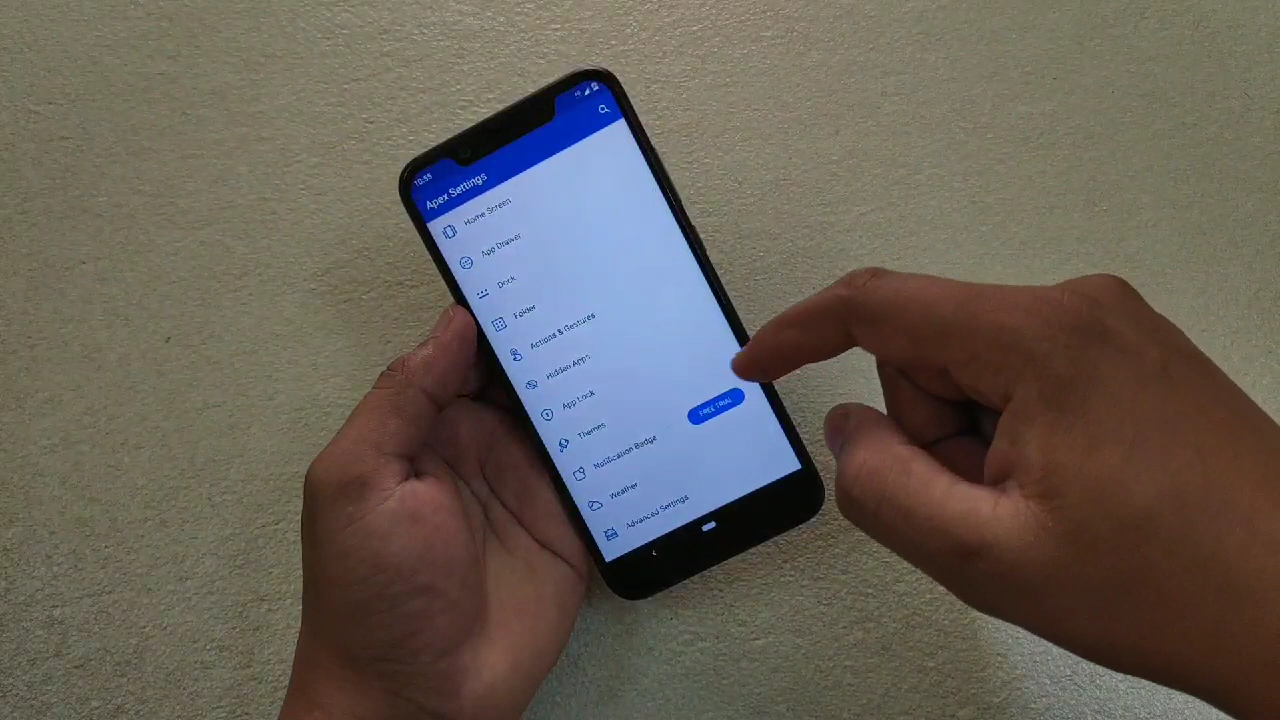 10:55
Apex Settings
Home Screen
App Drawer
Dock
Folder
Actions & Gestures
Hidden Apps
App Lock
Themes
Notification Badge
FREE TRIAL
Weather
Advanced Settings